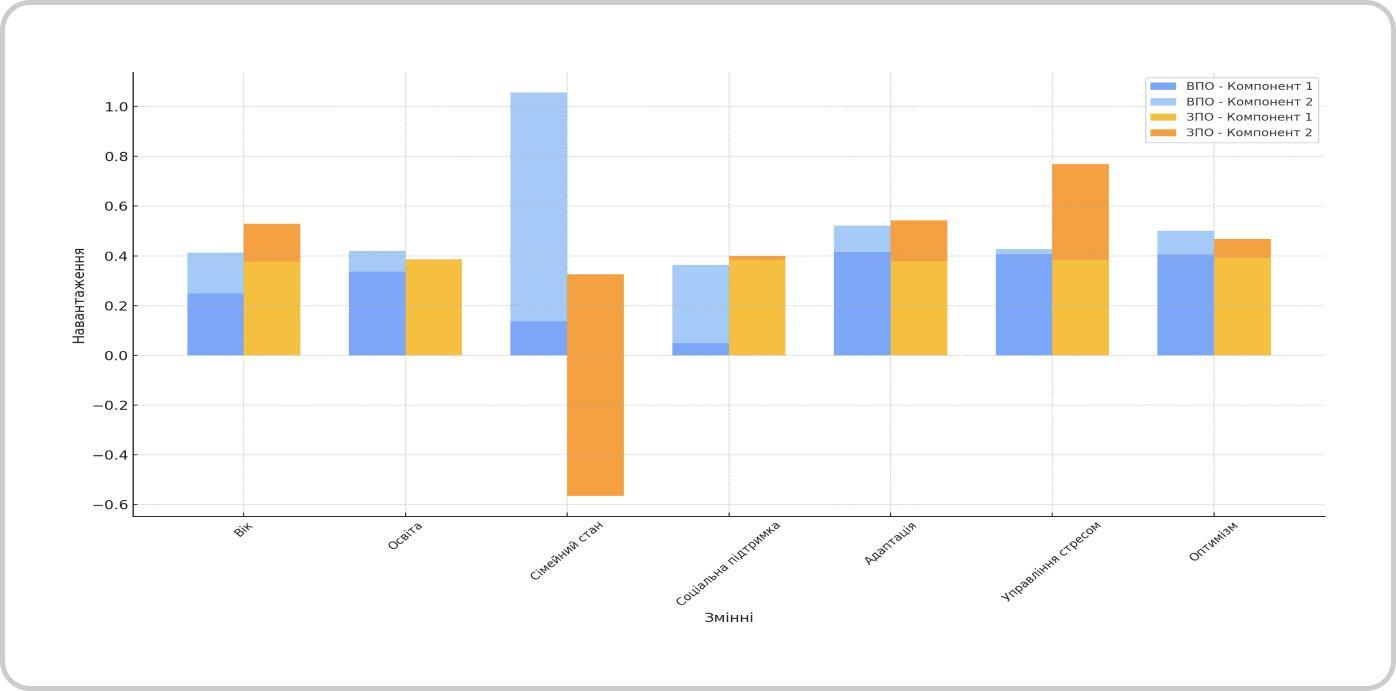 ВПО - Компонент 1
ВПО - Компонент 2
ЗПО - Компонент 1
ЗПО - Компонент 2
Навантаження
1.0
0.8
0.6
0.4
0.2
0.0
−0.2
−0.4
−0.6
Вік
Освіта
Сімейний стан
Соціальна підтримка
Адаптація
Управління стресом
Оптимізм
Змінні